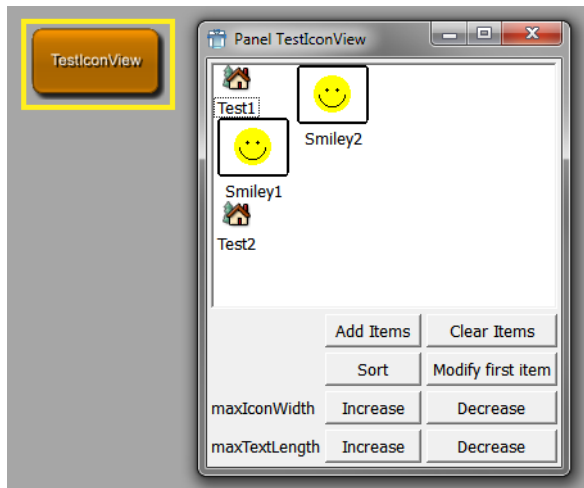 TestIconView
Panel TestIconView
Test1
Smiley2
Smiley1
Test2
Add Items Clear Items
Sort Modify first item
maxIconWidth Increase Decrease
maxTextLength Increase Decrease